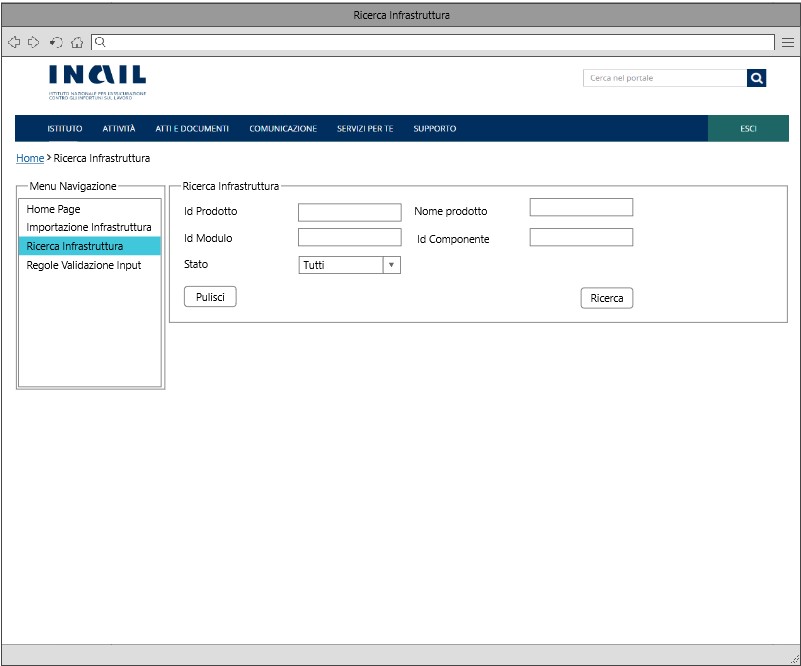 Ricerca Infrastruttura
INAIL
ISTITUTO NAZIONALE PER L'ASSICURAZIONE
CONTRO GLI INFORTUNI SUL LAVORO
Cerca nel portale
ISTITUTO ATTIVITÀ ATTI E DOCUMENTI COMUNICAZIONE SERVIZI PER TE SUPPORTO ESCI
Home > Ricerca Infrastruttura
Menu Navigazione
Home Page
Importazione Infrastruttura
Ricerca Infrastruttura
Regole Validazione Input
Ricerca Infrastruttura
Id Prodotto Nome prodotto
Id Modulo Id Componente
Stato Tutti
Pulisci Ricerca